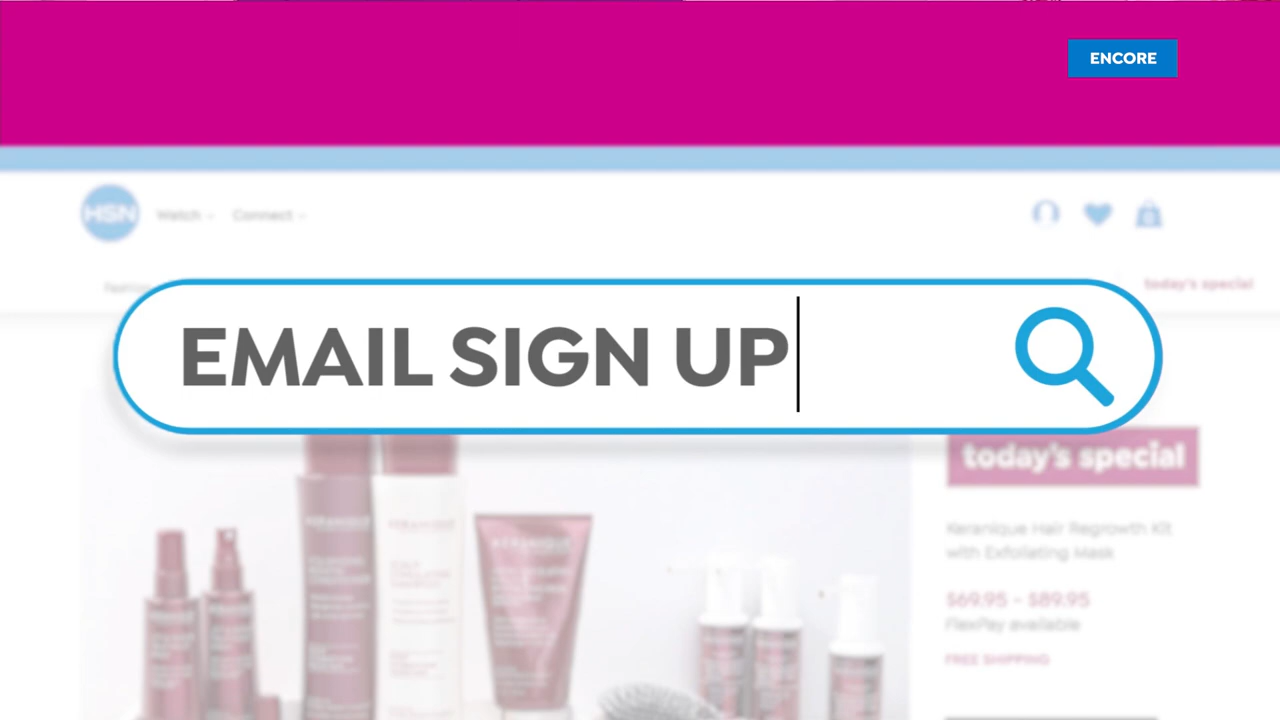 ENCORE
HSN
Watch
Connect
Fashion
today's special
EMAIL SIGN UP
today's special
Keranique Hair Regrowth Kit
with Exfoliating Mask
$69.95 - $89.95
FlexPay available
FREE SHIPPING